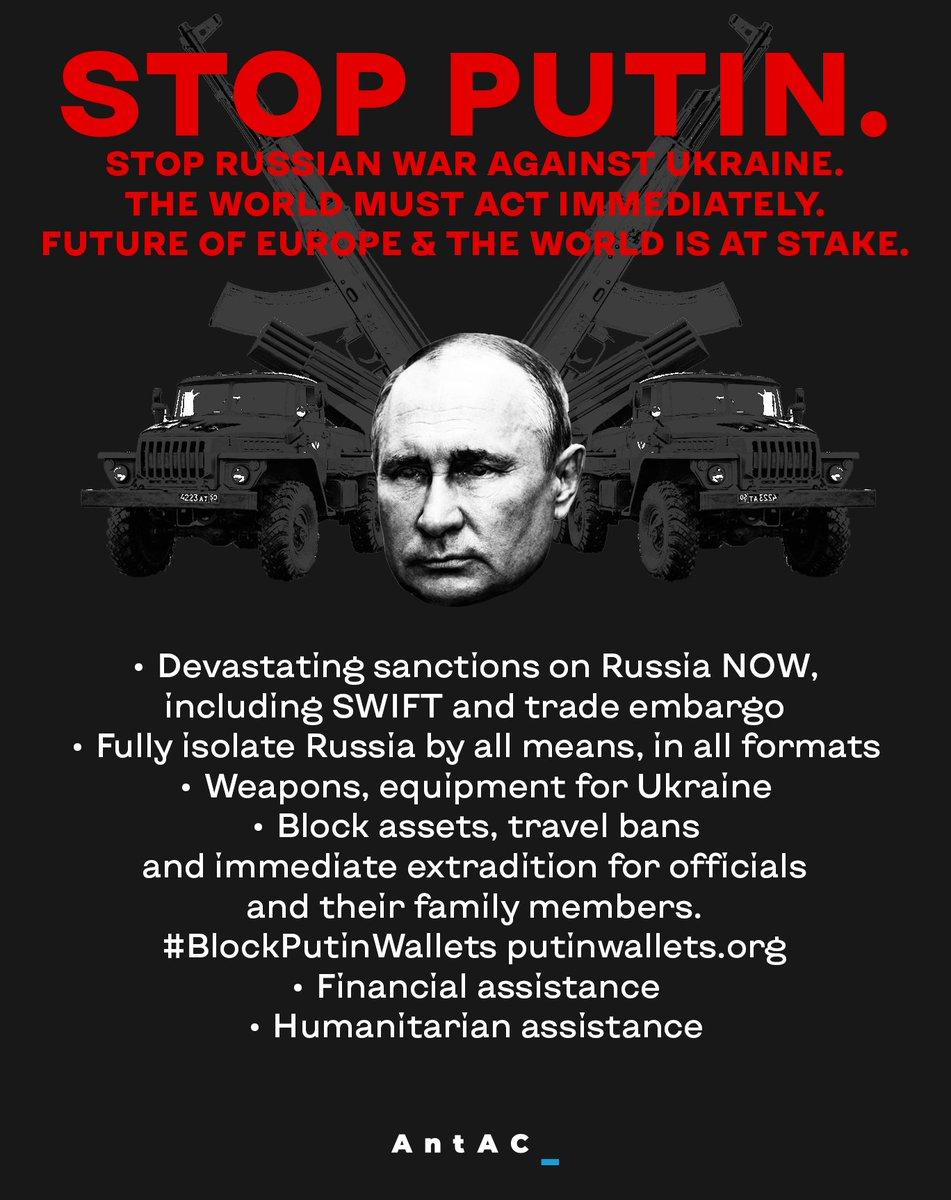 STOP PUTIN.
STOP RUSSIAN WAR AGAINST UKRAINE.
THE WORLD MUST ACT IMMEDIATELY.
FUTURE OF EUROPE & THE WORLD IS AT STAKE.
• Devastating sanctions on Russia NOW,
including SWIFT and trade embargo
• Fully isolate Russia by all means, in all formats
• Weapons, equipment for Ukraine
• Block assets, travel bans
and immediate extradition for officials
and their family members.
#BlockPutinWallets putinwallets.org
• Financial assistance
• Humanitarian assistance
AntAC_